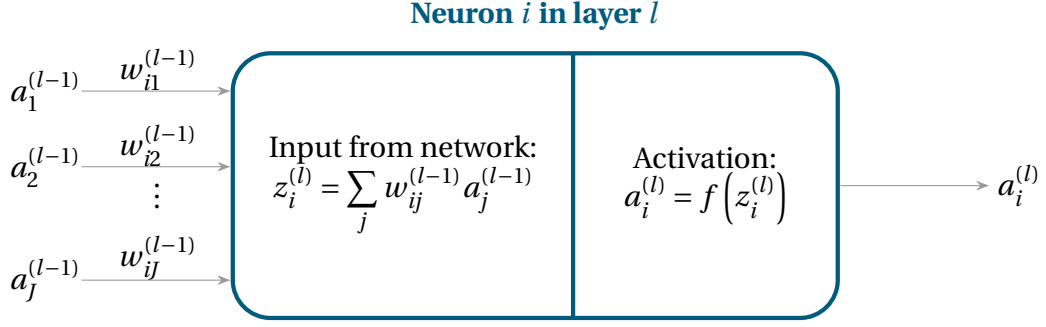 Neuron i in layer l
a_1^{(l−1)} w_{i1}^{(l−1)}
a_2^{(l−1)} w_{i2}^{(l−1)}
⋮
a_J^{(l−1)} w_{iJ}^{(l−1)}
Input from network:
z_i^{(l)} = ∑_j w_{ij}^{(l−1)} a_j^{(l−1)}
Activation:
a_i^{(l)} = f(z_i^{(l)})
a_i^{(l)}